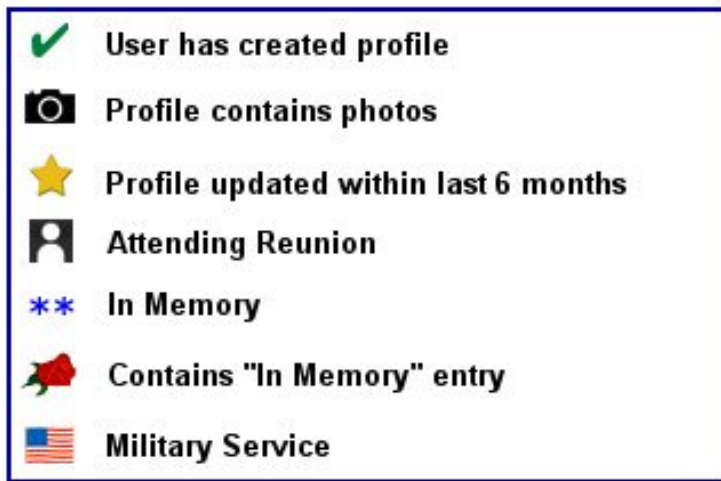 User has created profile
Profile contains photos
Profile updated within last 6 months
Attending Reunion
** In Memory
Contains "In Memory" entry
Military Service